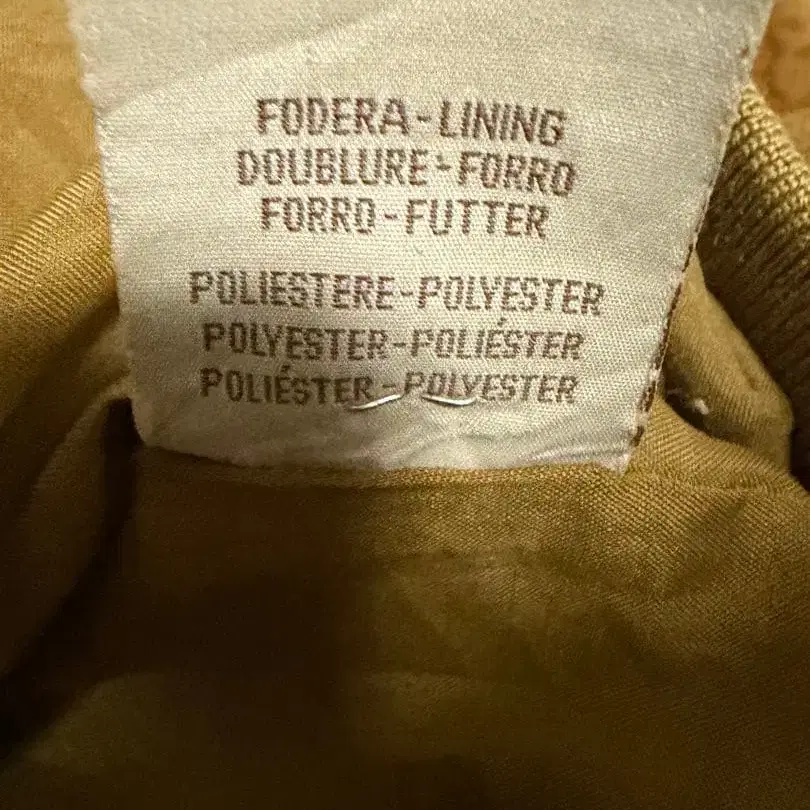 FODERA-LINING
DOUBLURE-FORRO
FORRO-FUTTER
POLIESTERE-POLYESTER
POLYESTER-POLIÉSTER
POLIÉSTER-POLYESTER